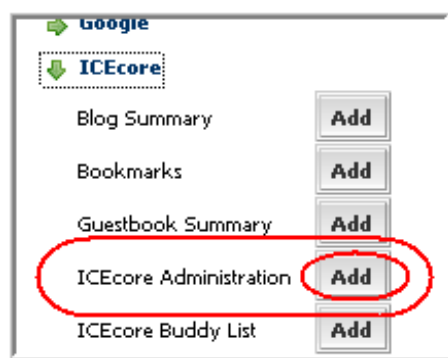 Google
ICEcore
Blog Summary Add
Bookmarks Add
Guestbook Summary Add
ICEcore Administration Add
ICEcore Buddy List Add